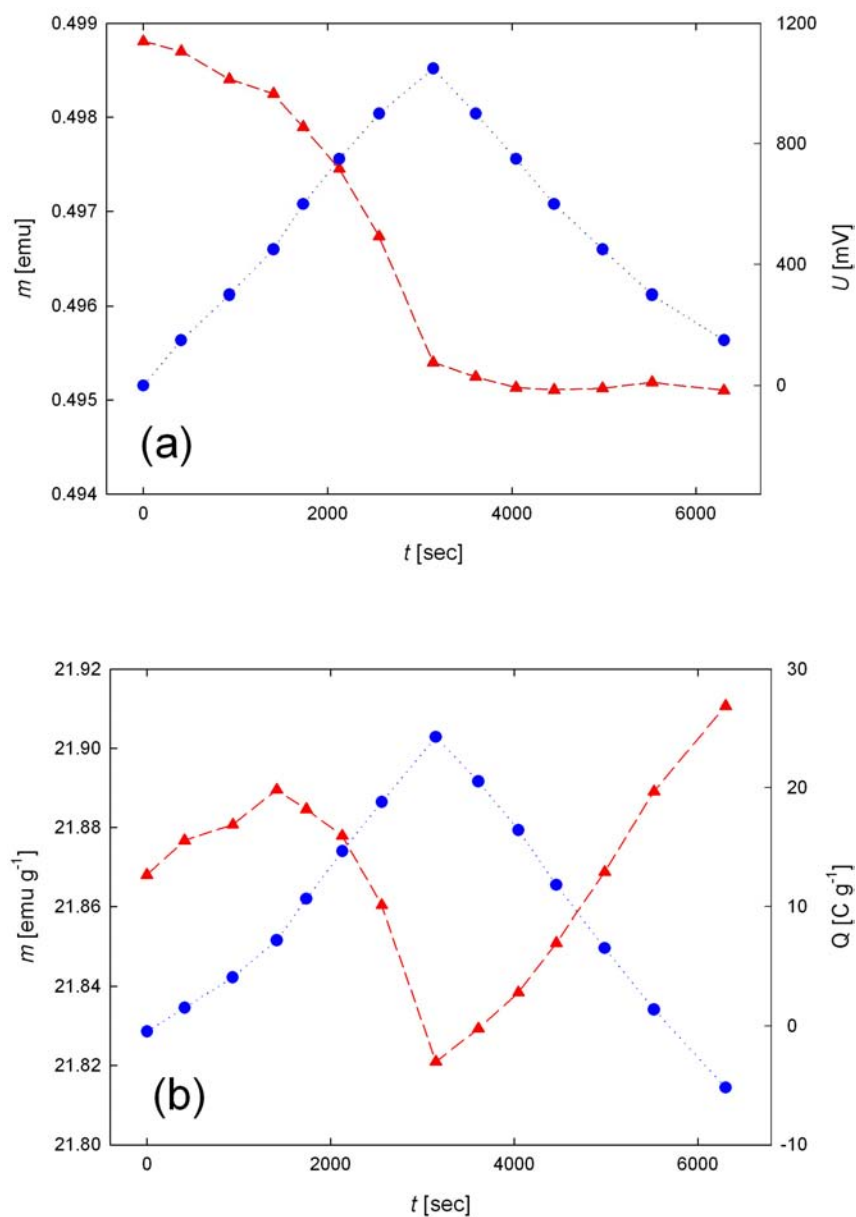 0.499
0.498
0.497
0.496
0.495
0.494
m [emu]
1200
800
400
0
U [mV]
(a)
0 2000 4000 6000
t [sec]
21.92
21.90
21.88
21.86
21.84
21.82
21.80
m [emu g⁻¹]
30
20
10
0
-10
Q [C g⁻¹]
(b)
0 2000 4000 6000
t [sec]